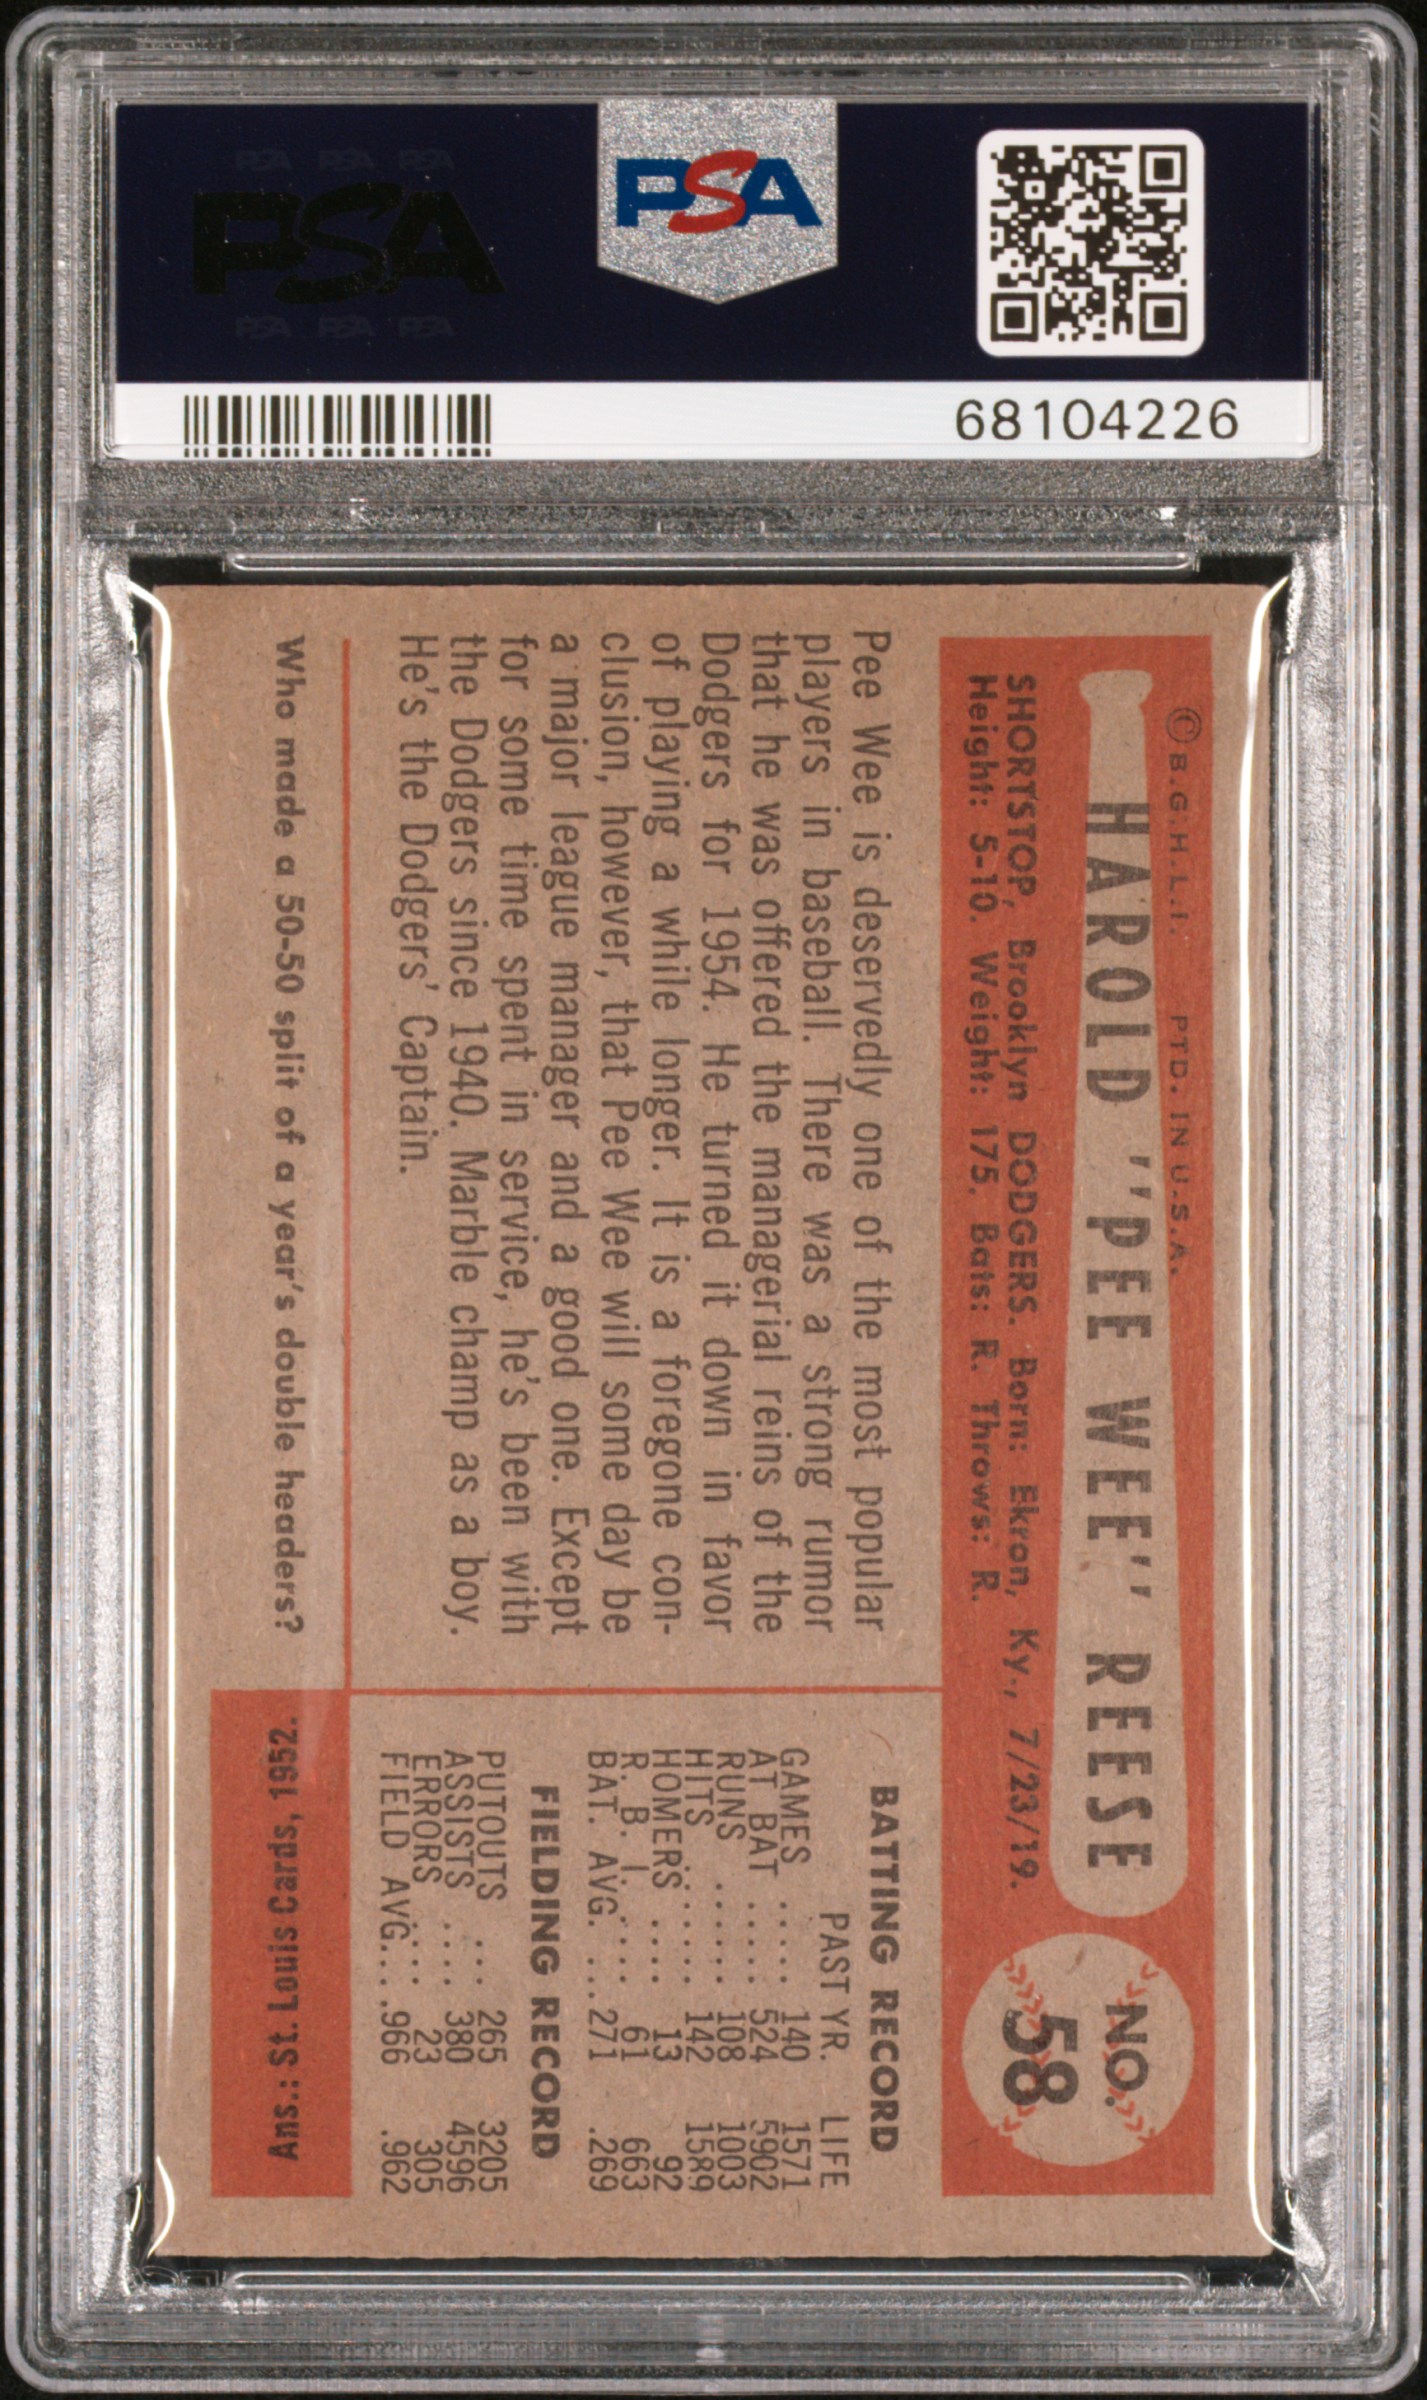 PSA PSA PSA
PSA
PSA PSA PSA
PSA
68104226
© B.G.H.L.I. PTD. IN U.S.A.
HAROLD "PEE WEE" REESE
NO.
58
SHORTSTOP, Brooklyn DODGERS. Born: Ekron, Ky., 7/23/19.
Height: 5-10. Weight: 175. Bats: R. Throws: R.
Pee Wee is deservedly one of the most popular
players in baseball. There was a strong rumor
that he was offered the managerial reins of the
Dodgers for 1954. He turned it down in favor
of playing a while longer. It is a foregone con-
clusion, however, that Pee Wee will some day be
a major league manager and a good one. Except
for some time spent in service, he's been with
the Dodgers since 1940. Marble champ as a boy.
He's the Dodgers' Captain.
BATTING RECORD
PAST YR. LIFE
GAMES .... 140 1571
AT BAT ..... 524 5902
RUNS ...... 108 1003
HITS ...... 142 1589
HOMERS .... 13 92
R. B. I. .... 61 663
BAT. AVG. ...271 .269
FIELDING RECORD
PUTOUTS ... 265 3205
ASSISTS .... 380 4596
ERRORS .... 23 305
FIELD AVG. .. .966 .962
Who made a 50-50 split of a year's double headers?
Ans.: St. Louis Cards, 1952.